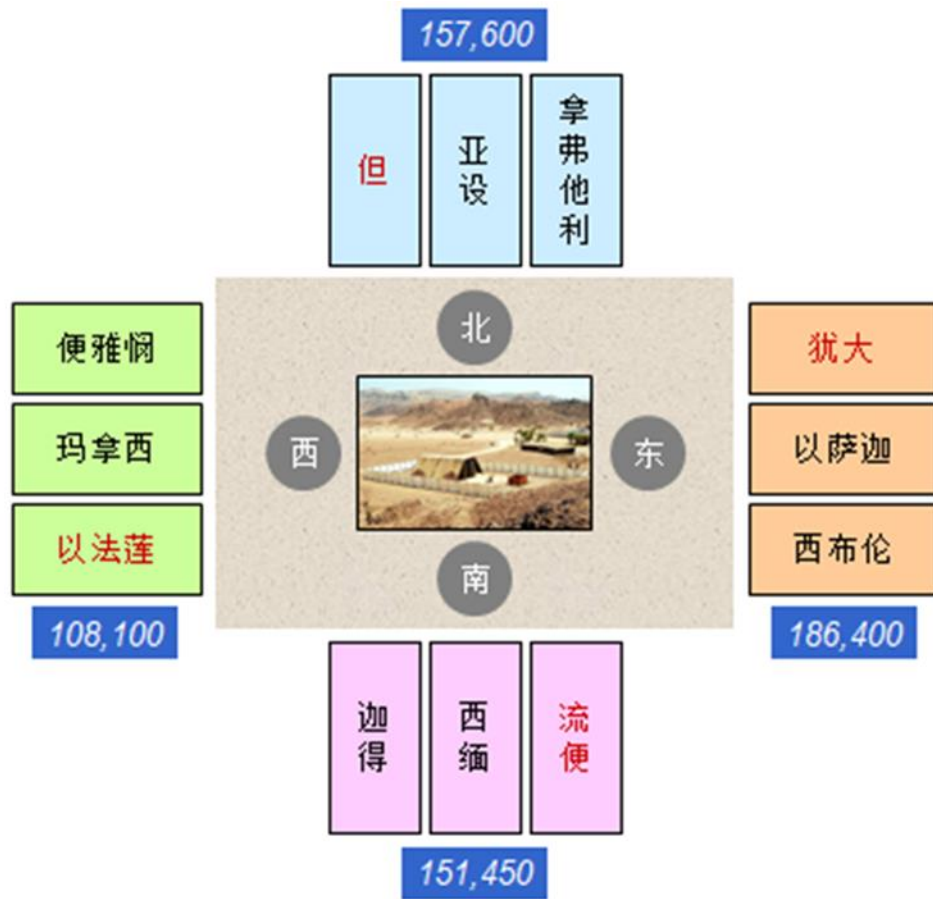 157,600
但
亚设
拿弗他利
北
便雅悯
玛拿西
以法莲
108,100
西
东
犹大
以萨迦
西布伦
186,400
南
迦得
西缅
流便
151,450